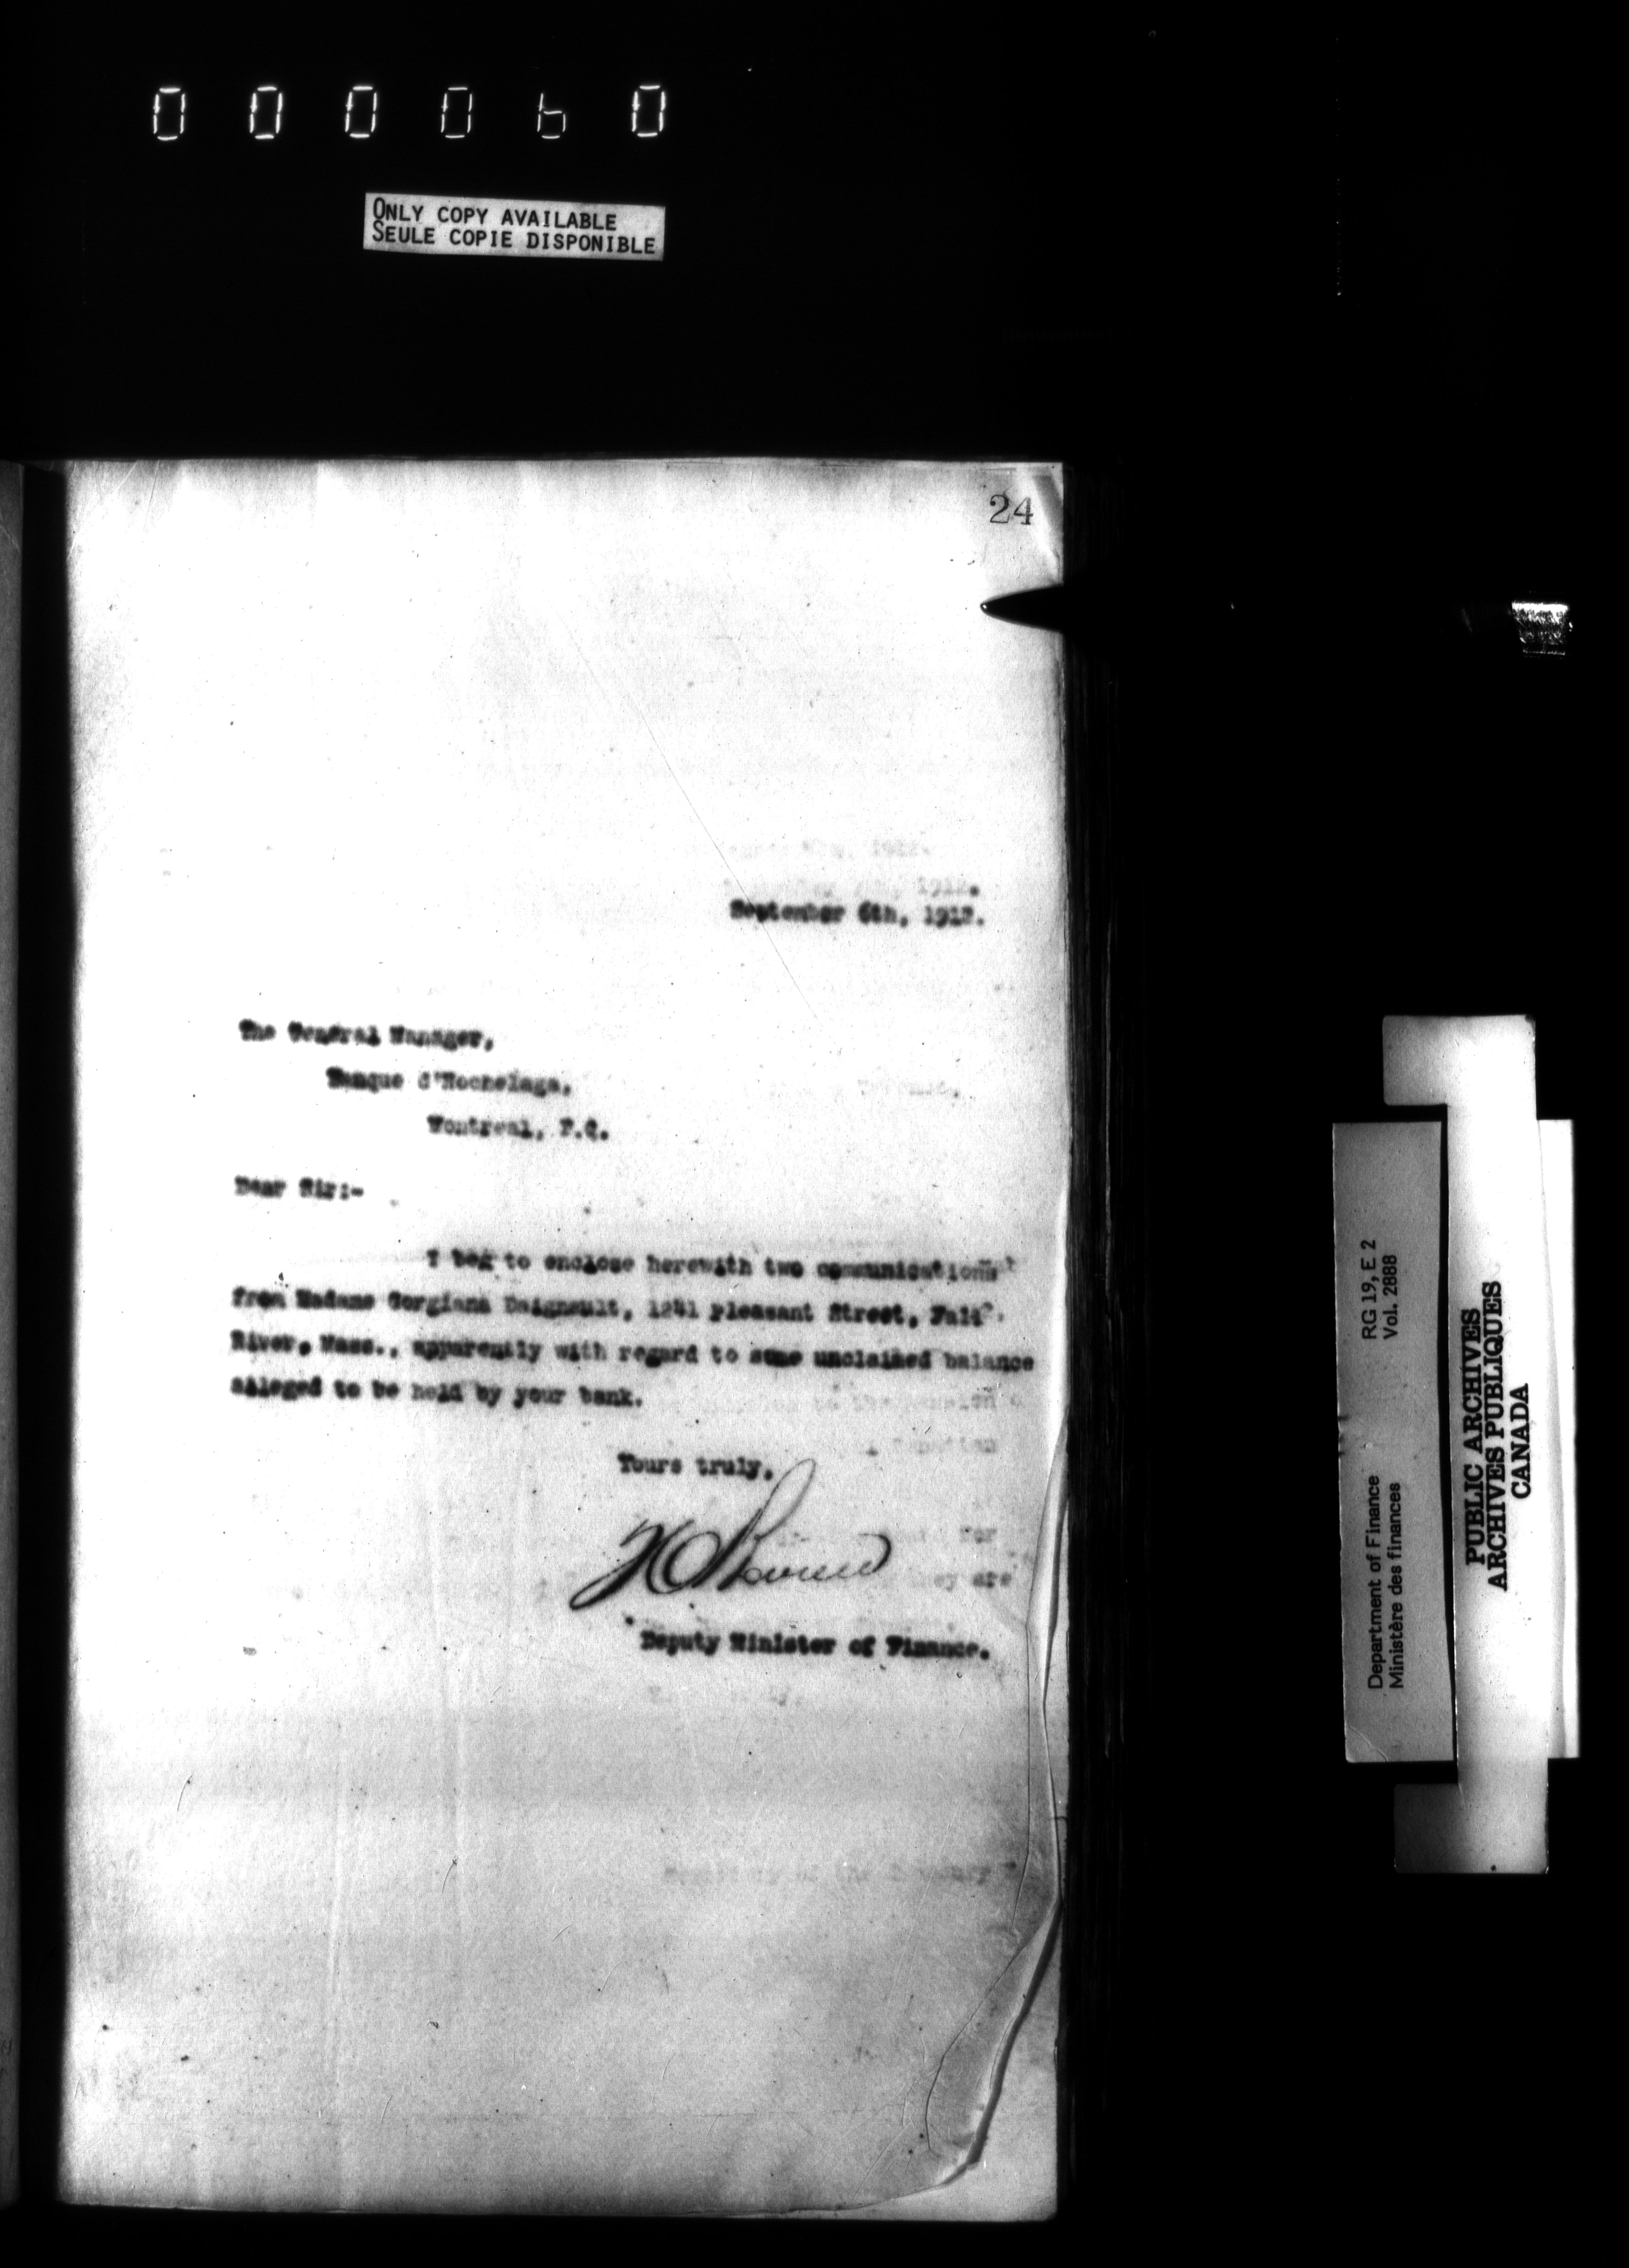 000060
ONLY COPY AVAILABLE
SEULE COPIE DISPONIBLE
24
September 6th, 1912.
The General Manager,
Banque d'Hochelaga,
Montreal, P.Q.
Dear Sir:-
I beg to enclose herewith two communications
from Madame Gorgiana Daignault, 1241 Pleasant Street, Fall
River, Mass., apparently with regard to some unclaimed balance
alleged to be held by your bank.
Yours truly,
Deputy Minister of Finance.
RG 19, E 2
Vol. 2888
Department of Finance
Ministère des finances
PUBLIC ARCHIVES
ARCHIVES PUBLIQUES
CANADA